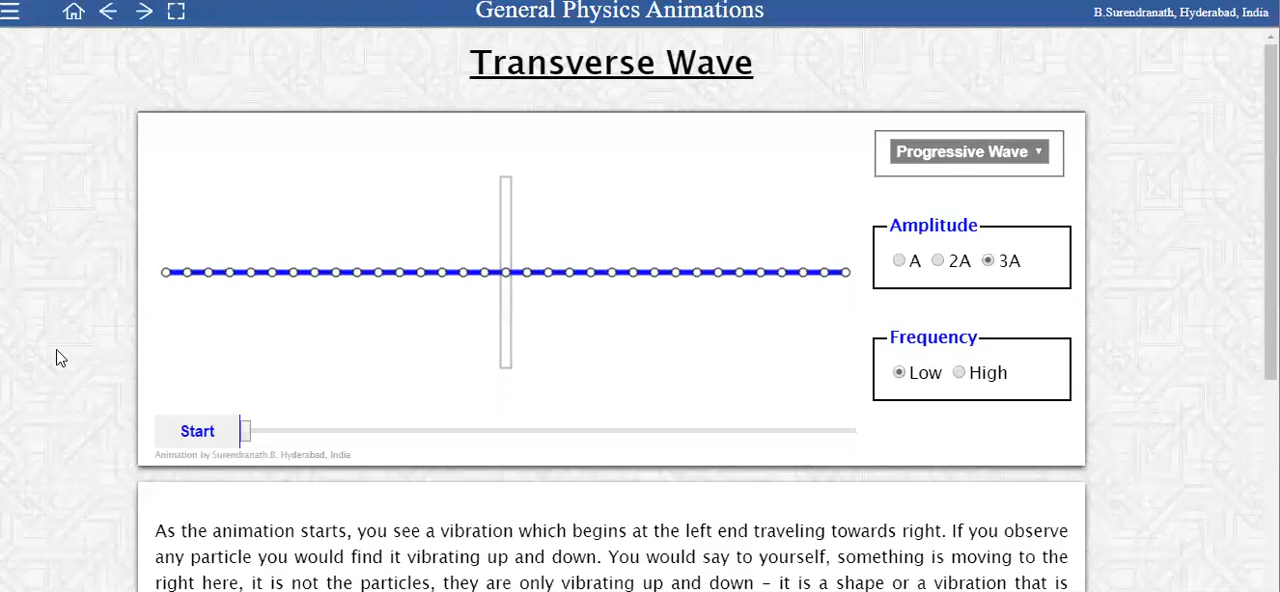 General Physics Animations
B.Surendranath, Hyderabad, India
Transverse Wave
Progressive Wave
Amplitude
A 2A 3A
Frequency
Low High
Start
Animation by Surendranath.B. Hyderabad, India
As the animation starts, you see a vibration which begins at the left end traveling towards right. If you observe
any particle you would find it vibrating up and down. You would say to yourself, something is moving to the
right here, it is not the particles, they are only vibrating up and down – it is a shape or a vibration that is